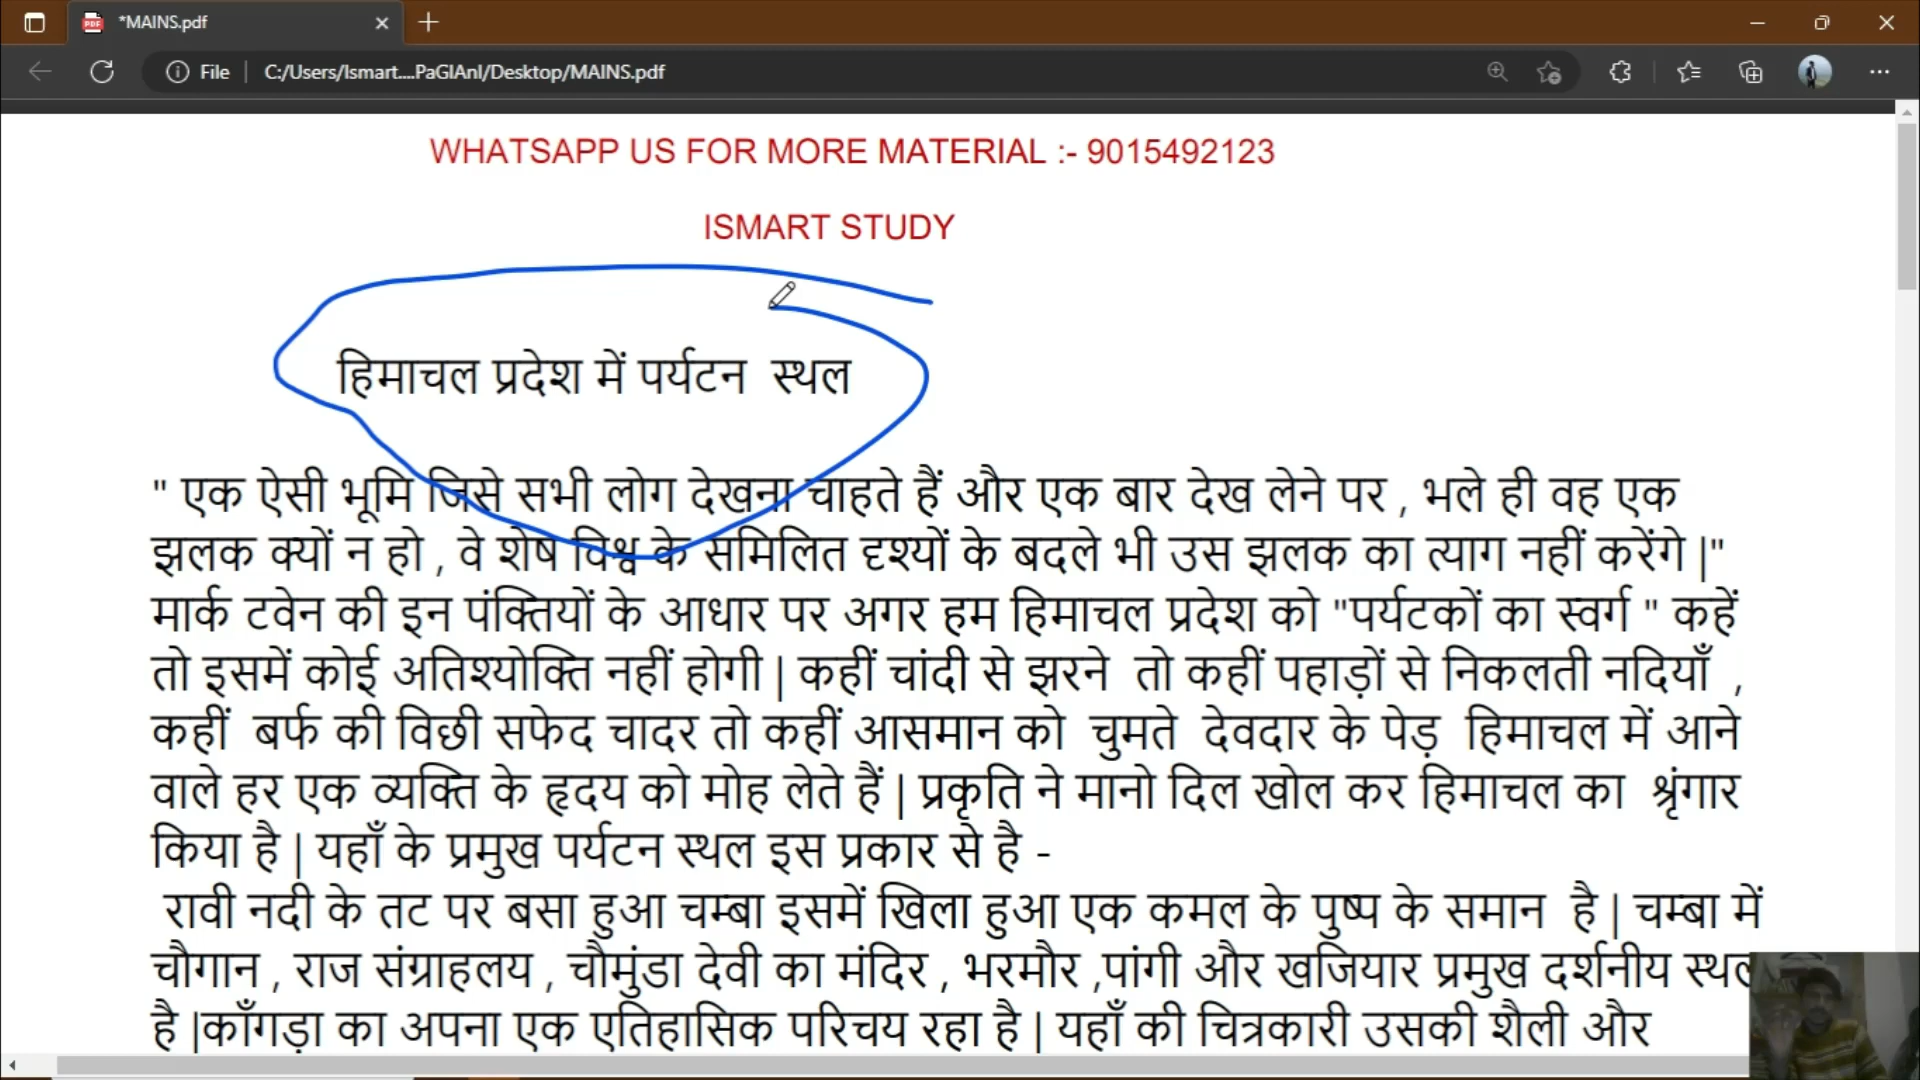 *MAINS.pdf
File
C:/Users/Ismart....PaGlAnI/Desktop/MAINS.pdf
WHATSAPP US FOR MORE MATERIAL :- 9015492123
ISMART STUDY
हिमाचल प्रदेश में पर्यटन स्थल
" एक ऐसी भूमि जिसे सभी लोग देखना चाहते हैं और एक बार देख लेने पर , भले ही वह एक
झलक क्यों न हो , वे शेष विश्व के समिलित दृश्यों के बदले भी उस झलक का त्याग नहीं करेंगे |"
मार्क टवेन की इन पंक्तियों के आधार पर अगर हम हिमाचल प्रदेश को "पर्यटकों का स्वर्ग " कहें
तो इसमें कोई अतिश्योक्ति नहीं होगी | कहीं चांदी से झरने तो कहीं पहाड़ों से निकलती नदियाँ ,
कहीं बर्फ की विछी सफेद चादर तो कहीं आसमान को चुमते देवदार के पेड़ हिमाचल में आने
वाले हर एक व्यक्ति के हृदय को मोह लेते हैं | प्रकृति ने मानो दिल खोल कर हिमाचल का श्रृंगार
किया है | यहाँ के प्रमुख पर्यटन स्थल इस प्रकार से है -
रावी नदी के तट पर बसा हुआ चम्बा इसमें खिला हुआ एक कमल के पुष्प के समान है | चम्बा में
चौगान , राज संग्राहलय , चौमुंडा देवी का मंदिर , भरमौर ,पांगी और खजियार प्रमुख दर्शनीय स्थल
है |काँगड़ा का अपना एक एतिहासिक परिचय रहा है | यहाँ की चित्रकारी उसकी शैली और